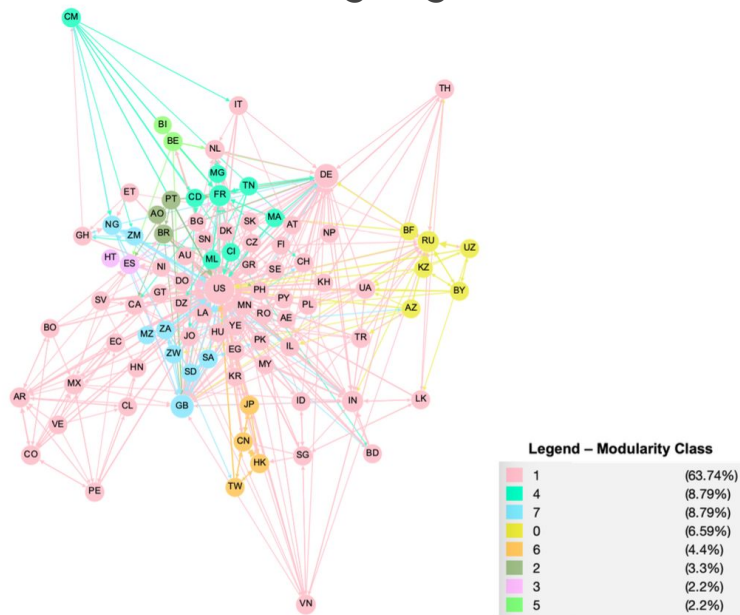 CM
TH
IT
BI
BE
NL
MG
DE
TN
CD
FR
ET
PT
AO
BR
BG
SN
DK
SK
MA
AT
NG
ZM
GH
CZ
FI
NP
BF
RU
UZ
HT
ES
NI
AU
ML
CI
GR
SE
CH
KZ
DO
US
PH
KH
UA
BY
SV
GT
CA
DZ
LA
MN
PY
PL
RO
AE
AZ
BO
MZ
ZA
JO
HU
YE
EC
ZW
SA
EG
PK
IL
TR
HN
SD
KR
MY
MX
AR
CL
GB
JP
ID
IN
LK
VE
CO
CN
HK
SG
BD
PE
TW
VN
Legend – Modularity Class
1 (63.74%)
4 (8.79%)
7 (8.79%)
0 (6.59%)
6 (4.4%)
2 (3.3%)
3 (2.2%)
5 (2.2%)